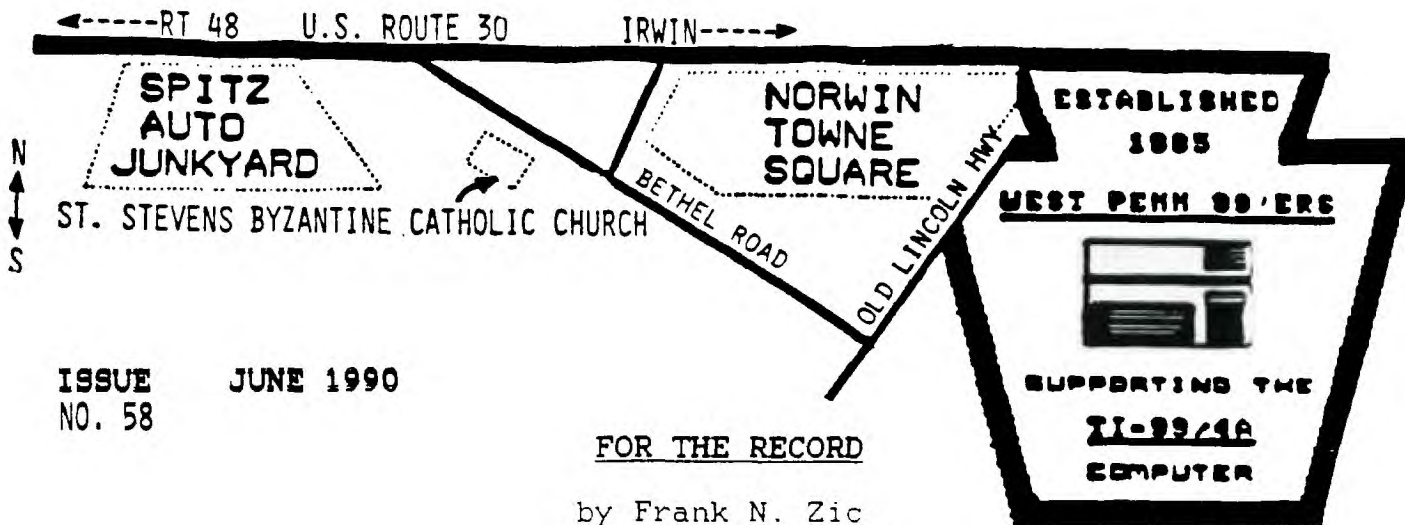 <-----RT 48 U.S. ROUTE 30 IRWIN---->
SPITZ
AUTO
JUNKYARD
N
S
ST. STEVENS BYZANTINE CATHOLIC CHURCH
BETHEL ROAD
NORWIN
TOWNE
SQUARE
OLD LINCOLN HWY
ESTABLISHED
1985
WEST PENN 99'ERS
SUPPORTING THE
TI-99/4A
COMPUTER
ISSUE JUNE 1990
NO. 58
FOR THE RECORD
by Frank N. Zic